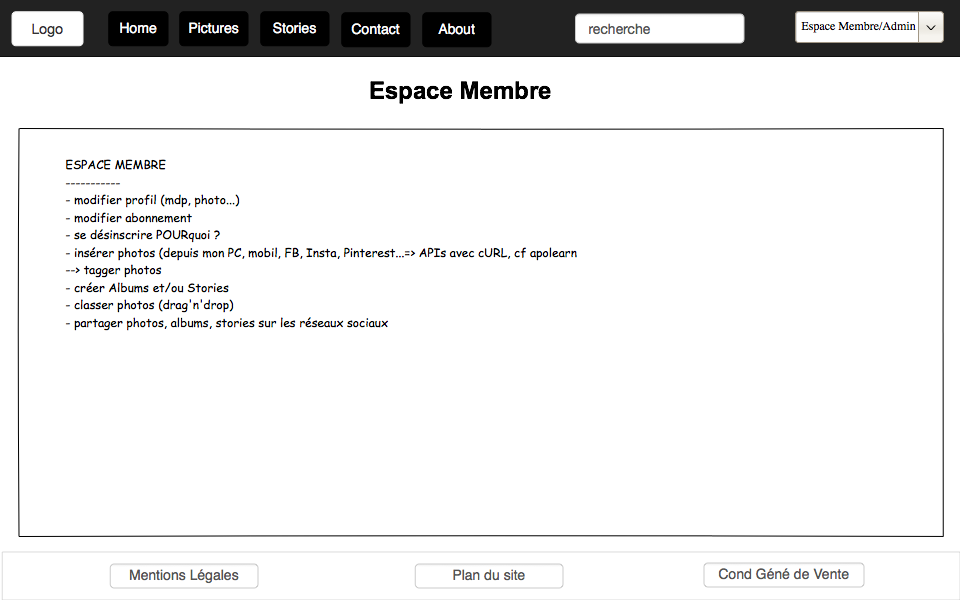 Logo
Home
Pictures
Stories
Contact
About
recherche
Espace Membre/Admin
Espace Membre
ESPACE MEMBRE
-----------
- modifier profil (mdp, photo...)
- modifier abonnement
- se désinscrire POURquoi ?
- insérer photos (depuis mon PC, mobil, FB, Insta, Pinterest...=> APIs avec cURL, cf apolearn
--> tagger photos
- créer Albums et/ou Stories
- classer photos (drag'n'drop)
- partager photos, albums, stories sur les réseaux sociaux
Mentions Légales
Plan du site
Cond Géné de Vente